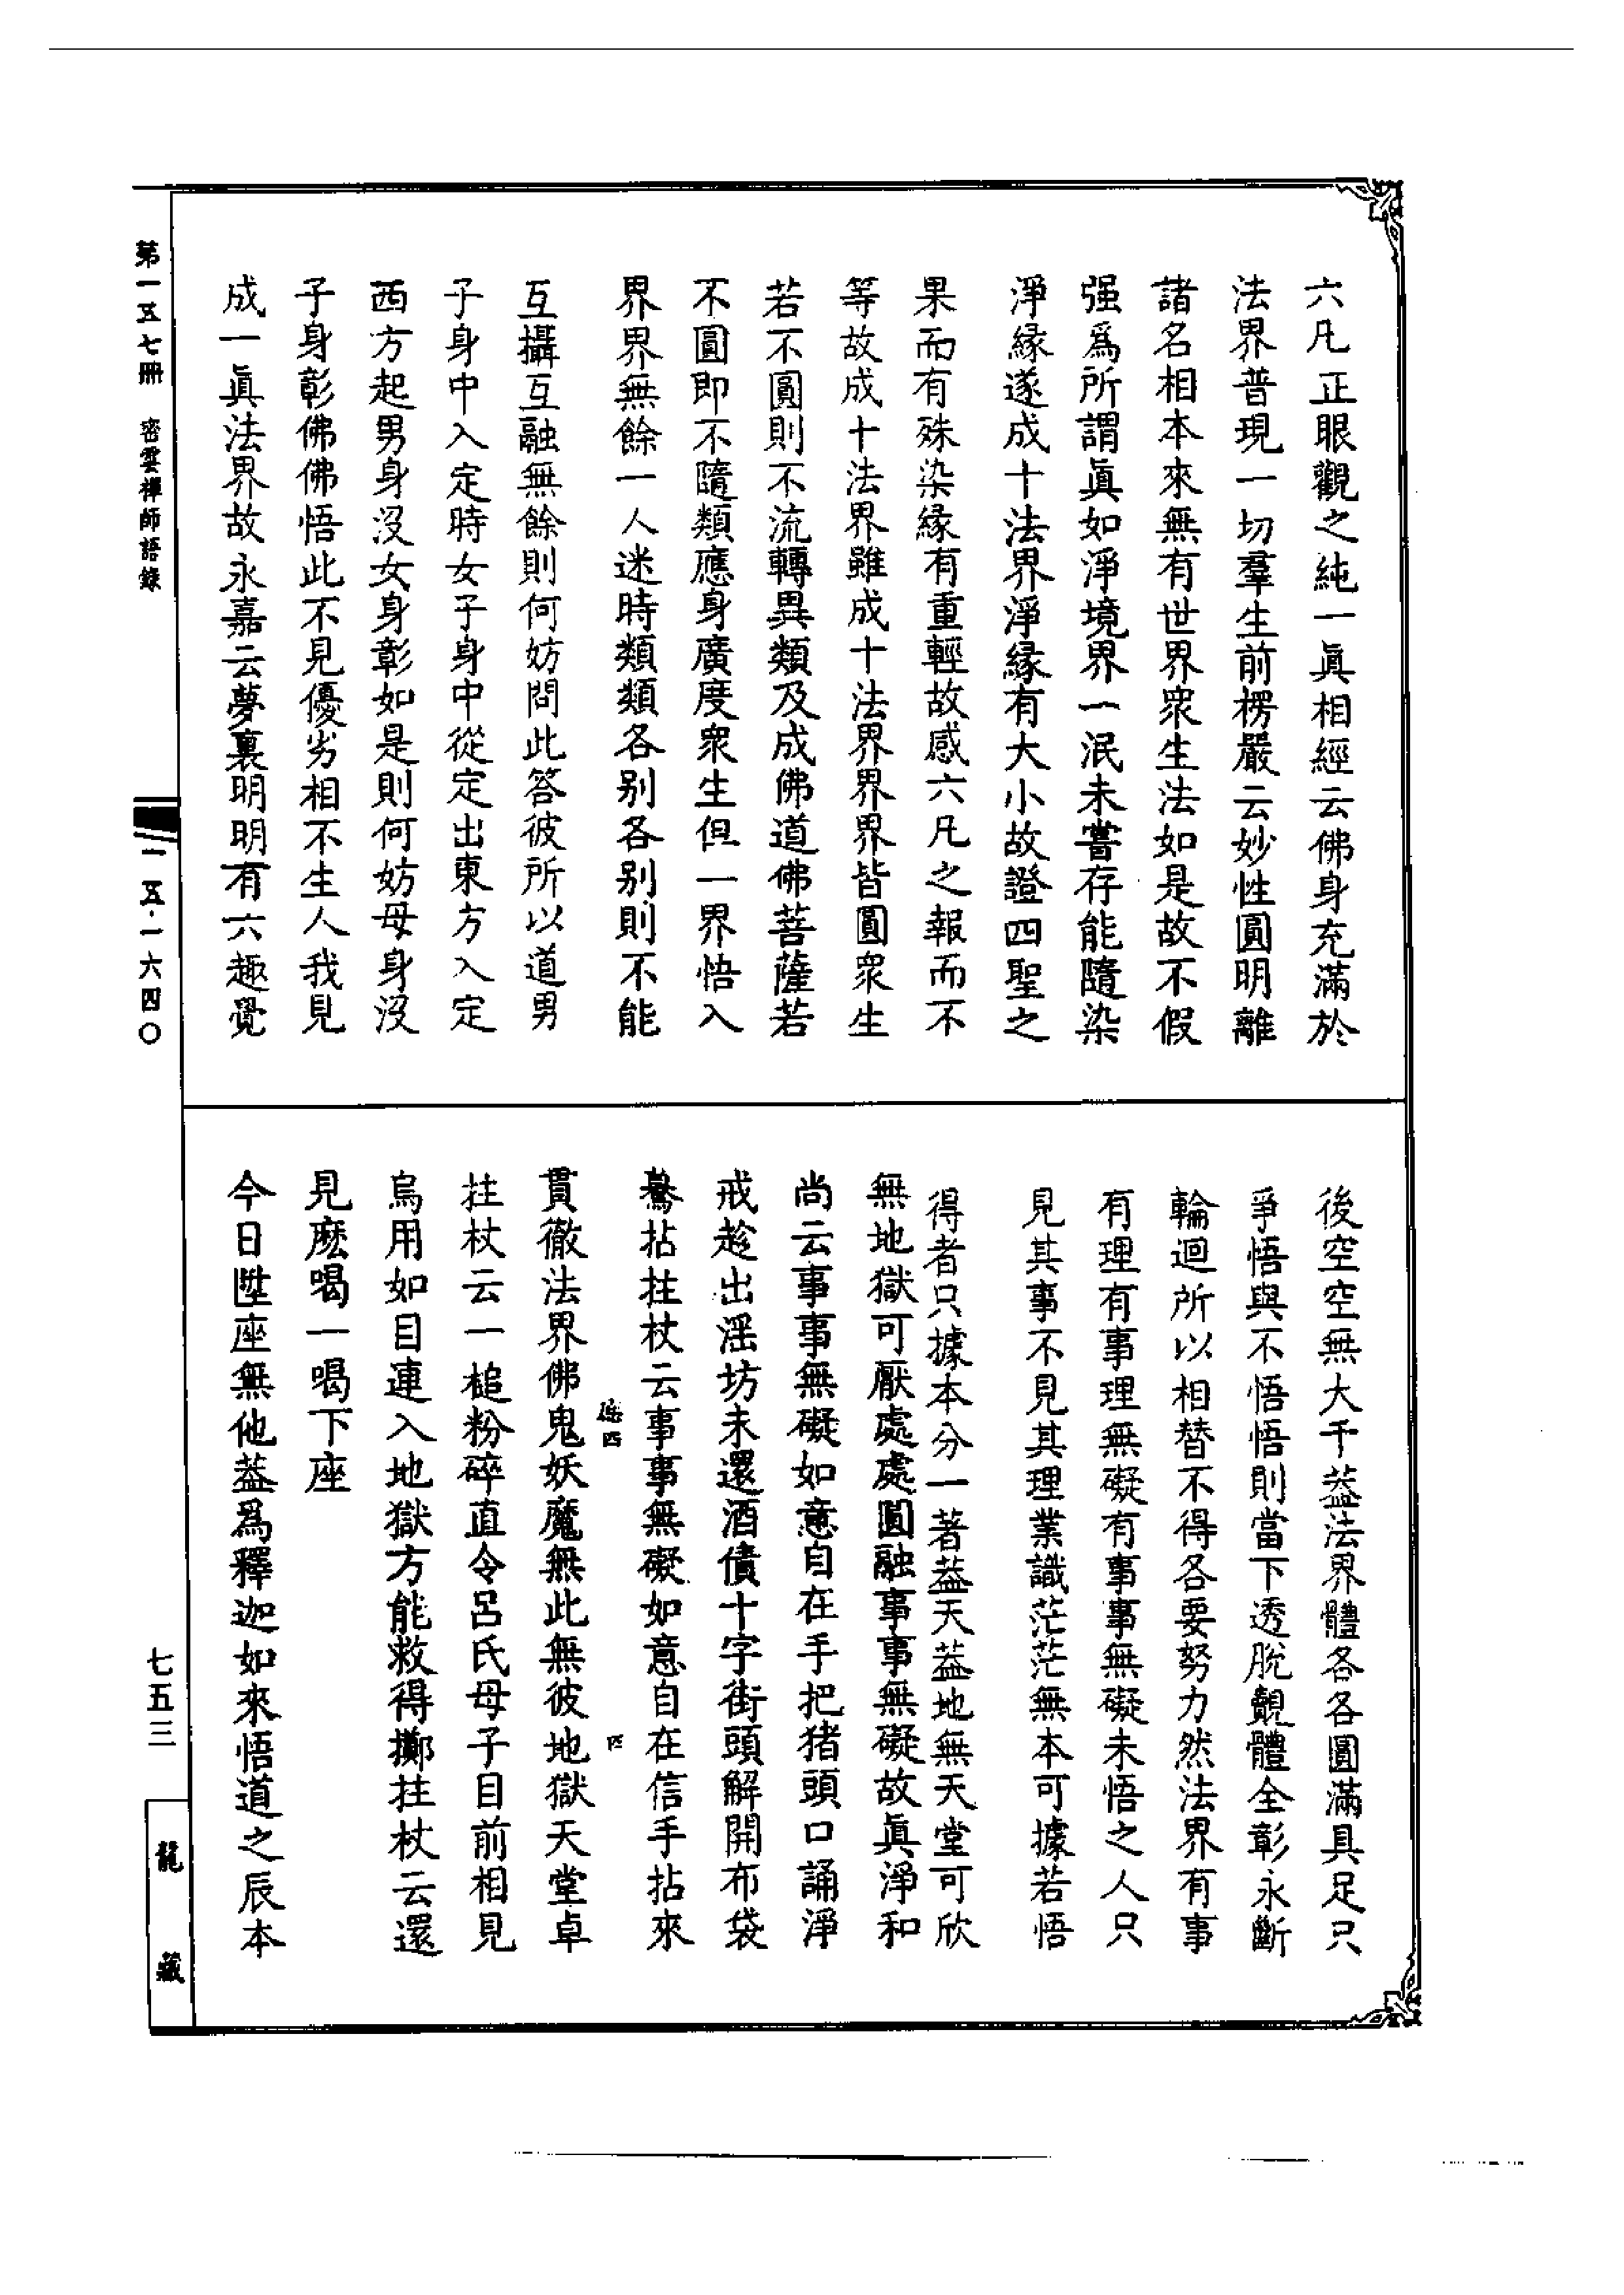 六凡正眼觀之純一眞相經云佛身充滿於
法界普現一切羣生前楞嚴云妙性圓明離
諸名相本來無有世界衆生法如是故不假
强爲所謂眞如淨境界一泯未嘗存能隨染
淨緣遂成十法界淨緣有大小故證四聖之
果而有殊染緣有重輕故感六凡之報而不
等故成十法界雖成十法界界界皆圓衆生
若不圓則不流轉異類及成佛道佛菩薩若
不圓即不隨類應身廣度衆生但一界悟入
界界無餘一人迷時類類各别各别則不能
互攝互融無餘則何妨問此答彼所以道男
子身中入定時女子身中從定出東方入定
西方起男身没女身彰如是則何妨母身没
子身彰佛佛悟此不見優劣相不生人我見
成一眞法界故永嘉云夢裏明明有六趣覺
後空空無大千葢法界體各各圓滿具足只
爭悟與不悟悟則當下透脫覿體全彰永斷
輪迴所以相替不得各要努力然法界有事
有理有事理無礙有事事無礙未悟之人只
見其事不見其理業識茫茫無本可據若悟
得者只據本分一著葢天葢地無天堂可欣
無地獄可厭處處圓融事事無礙故眞淨和
尚云事事無礙如意自在手把猪頭口誦淨
戒趁出淫坊未還酒債十字街頭解開布袋
驀拈拄杖云事事無礙如意自在信手拈來
貫徹法界佛鬼妖魔無此無彼地獄天堂卓
拄杖云一槌粉碎直令呂氏母子目前相見
烏用如目連入地獄方能救得擲拄杖云還
見麽喝一喝下座
今日陞座無他葢爲釋迦如來悟道之辰本
第一五七冊 密雲禪師語錄
一五·一六四〇
七五三
龍藏